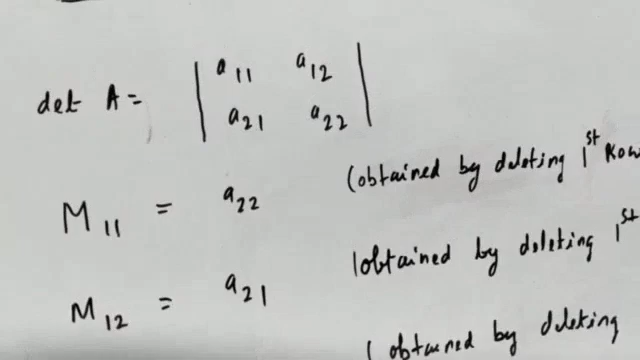 det A = | a11 a12 |
| a21 a22 |
M11 = a22 (obtained by deleting 1st Row
M12 = a21 (obtained by deleting 1st
( obtained by deleting